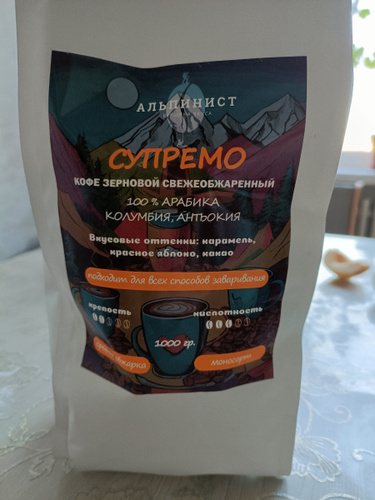 АЛЬПИНИСТ
СУПРЕМО
КОФЕ ЗЕРНОВОЙ СВЕЖЕОБЖАРЕННЫЙ
100 % АРАБИКА
КОЛУМБИЯ, АНТЬОКИЯ
Вкусовые оттенки: карамель,
красное яблоко, какао
подходит для всех способов заваривания
крепость
кислотность
1000 гр.
обжарка
моносорт